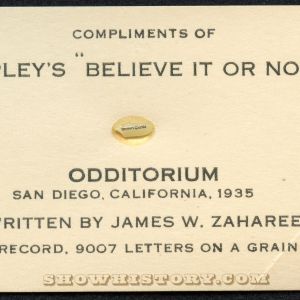 COMPLIMENTS OF
PLEY'S "BELIEVE IT OR NO
ODDITORIUM
SAN DIEGO, CALIFORNIA, 1935
WRITTEN BY JAMES W. ZAHAREE
RECORD, 9007 LETTERS ON A GRAIN
SHOWHISTORY.COM